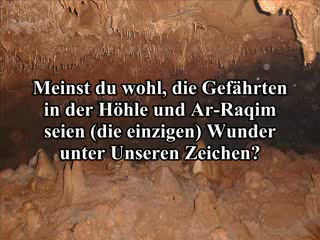 Meinst du wohl, die Gefährten
in der Höhle und Ar-Raqim
seien (die einzigen) Wunder
unter Unseren Zeichen?